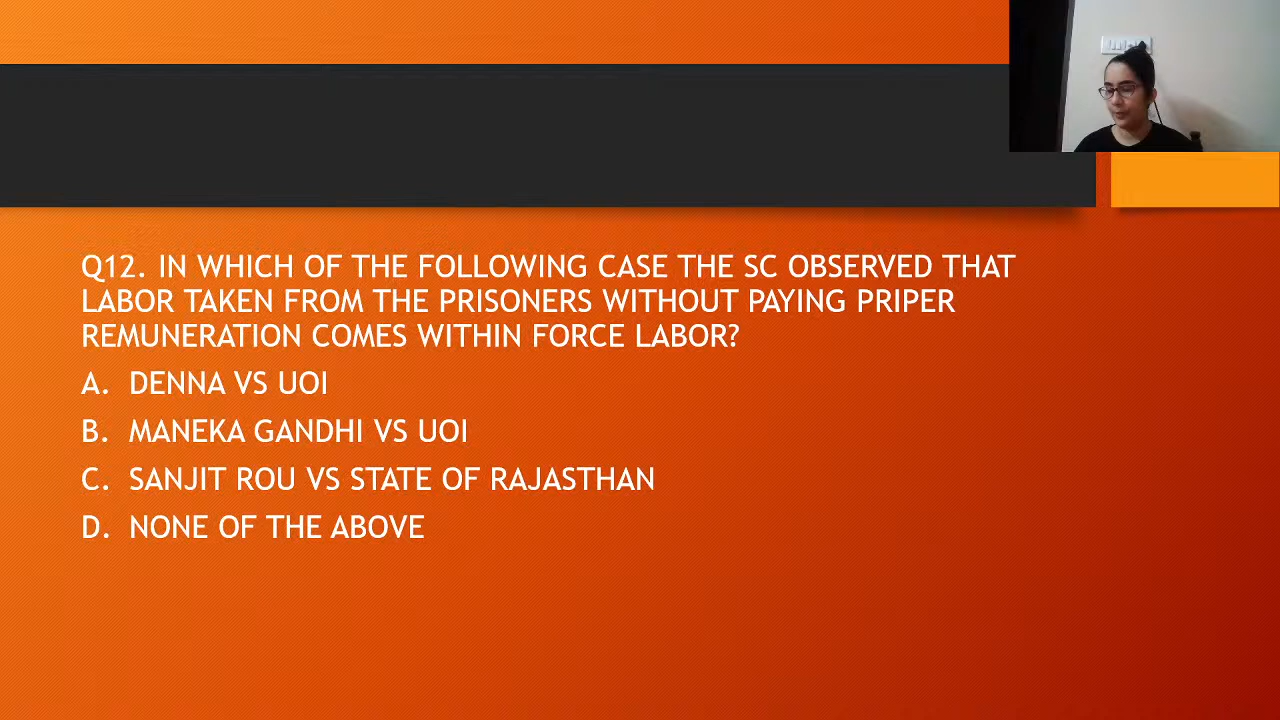 Q12. IN WHICH OF THE FOLLOWING CASE THE SC OBSERVED THAT
LABOR TAKEN FROM THE PRISONERS WITHOUT PAYING PRIPER
REMUNERATION COMES WITHIN FORCE LABOR?
A. DENNA VS UOI
B. MANEKA GANDHI VS UOI
C. SANJIT ROU VS STATE OF RAJASTHAN
D. NONE OF THE ABOVE